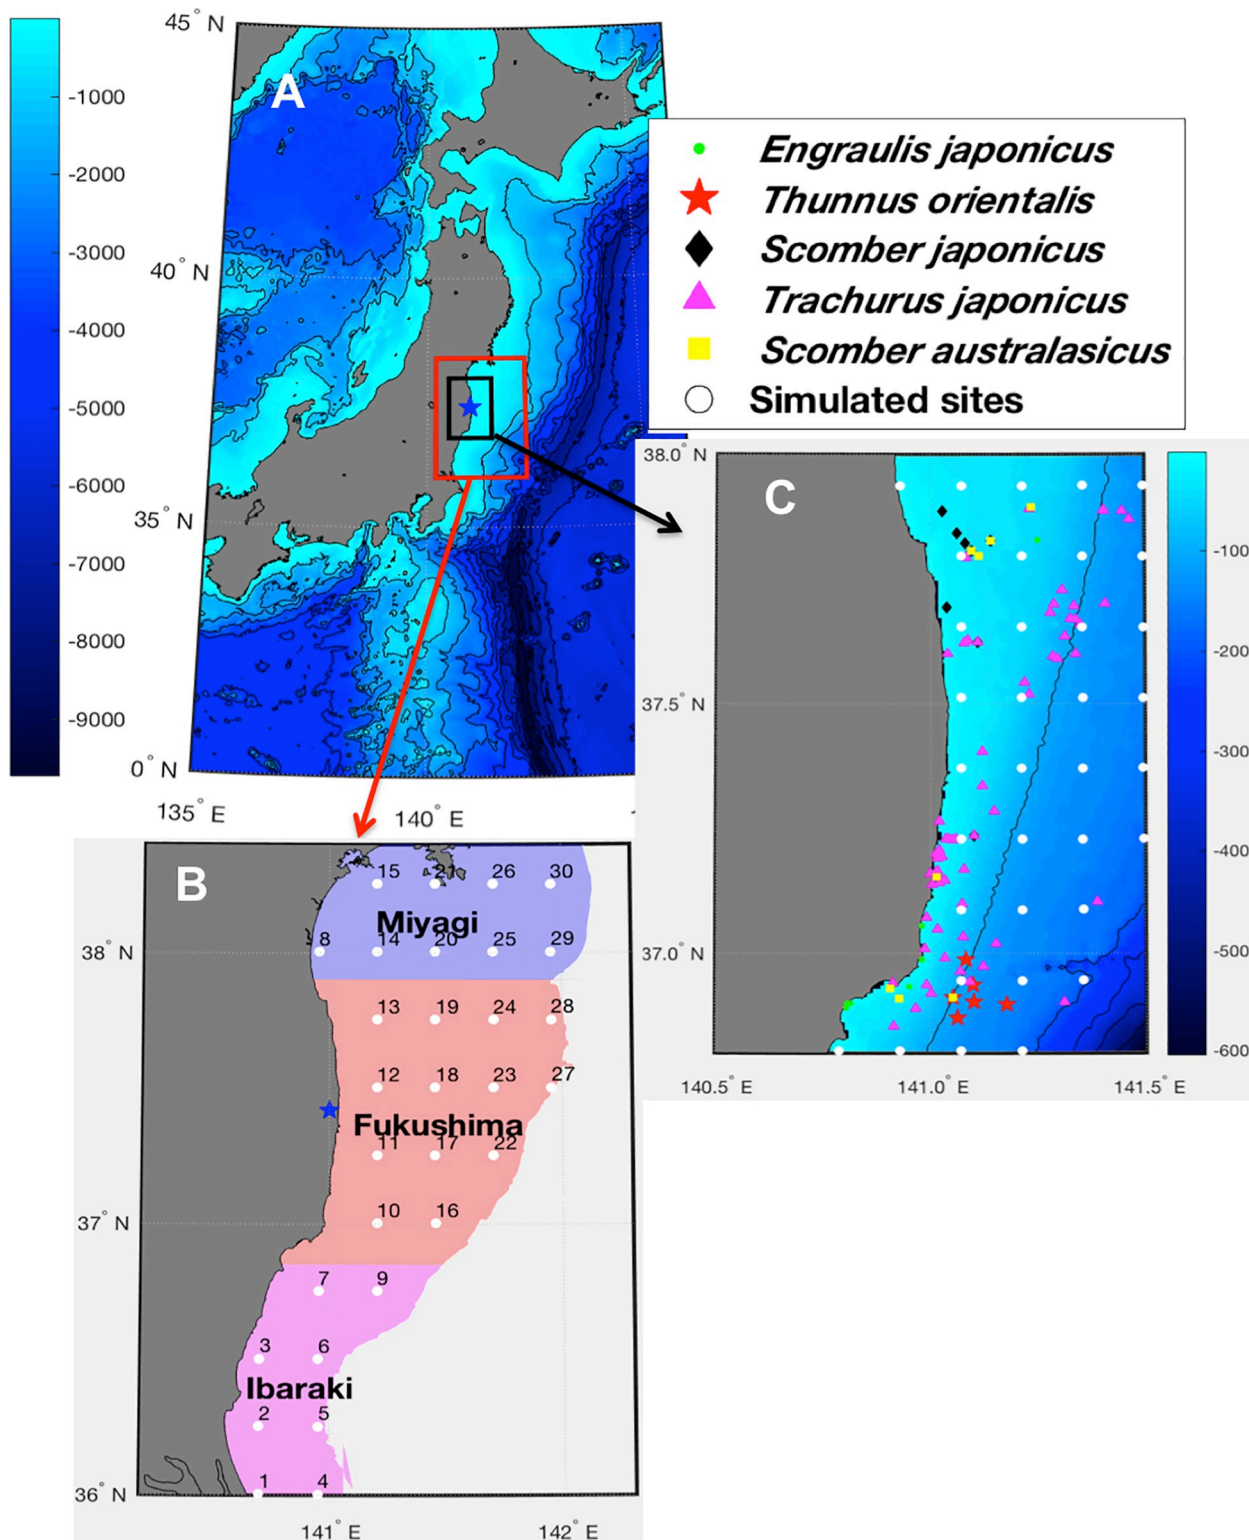 45° N
A
-1000
-2000
-3000
-4000
-5000
-6000
-7000
-8000
-9000
40° N
35° N
0° N
135° E
140° E
Engraulis japonicus
Thunnus orientalis
Scomber japonicus
Trachurus japonicus
Scomber australasicus
Simulated sites
C
38.0° N
37.5° N
37.0° N
140.5° E
141.0° E
141.5° E
-100
-200
-300
-400
-500
-600
B
15 21 26 30
Miyagi
8 14 20 25 29
38° N
13 19 24 28
12 18 23 27
Fukushima
11 17 22
10 16
37° N
7 9
3 6
Ibaraki
2 5
1 4
36° N
141° E
142° E